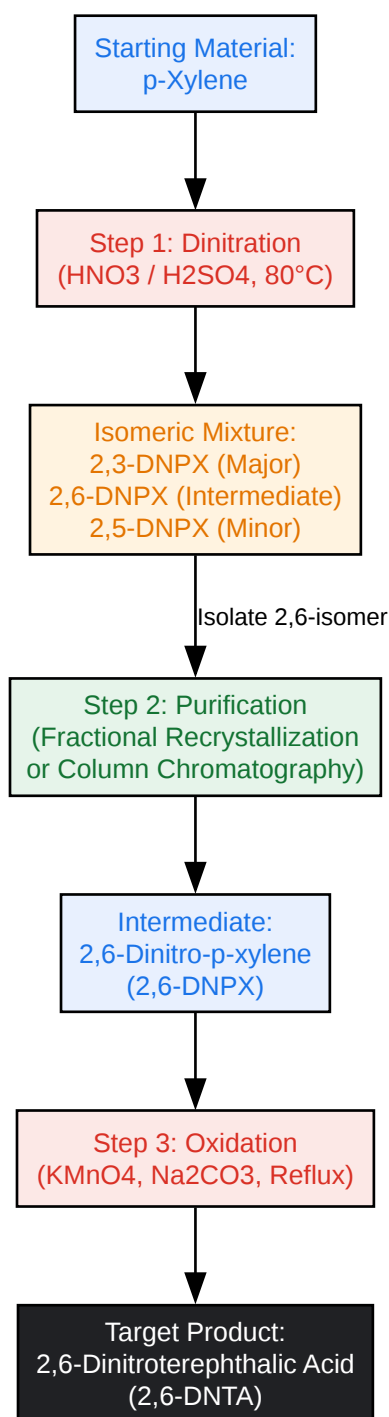 Starting Material:
p-Xylene
Step 1: Dinitration
(HNO3 / H2SO4, 80°C)
Isomeric Mixture:
2,3-DNPX (Major)
2,6-DNPX (Intermediate)
2,5-DNPX (Minor)
Isolate 2,6-isomer
Step 2: Purification
(Fractional Recrystallization
or Column Chromatography)
Intermediate:
2,6-Dinitro-p-xylene
(2,6-DNPX)
Step 3: Oxidation
(KMnO4, Na2CO3, Reflux)
Target Product:
2,6-Dinitroterephthalic Acid
(2,6-DNTA)